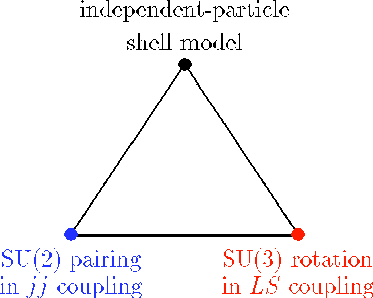 independent-particle
shell model
SU(2) pairing
in jj coupling
SU(3) rotation
in LS coupling